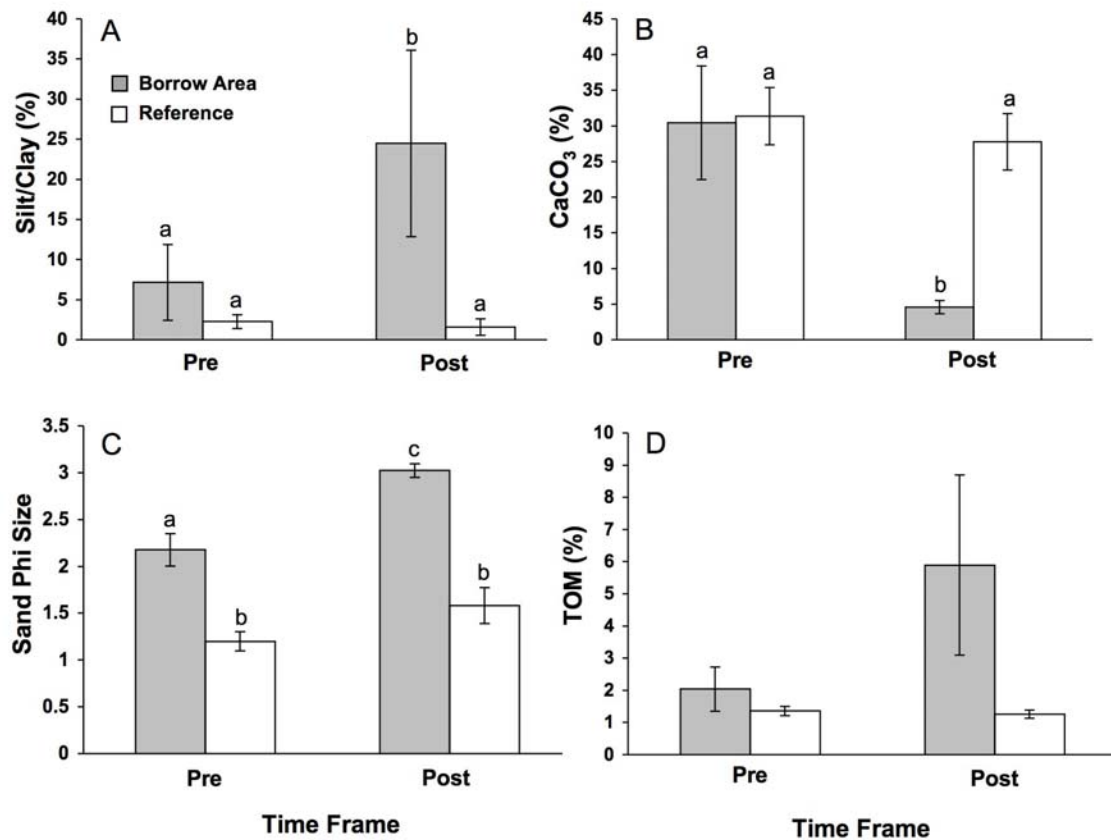 A
Silt/Clay (%)
40
35
30
25
20
15
10
5
0
Borrow Area
Reference
a
a
b
a
Pre
Post
B
CaCO3 (%)
45
40
35
30
25
20
15
10
5
0
a
a
b
a
Pre
Post
C
Sand Phi Size
3.5
3
2.5
2
1.5
1
0.5
0
a
b
c
b
Pre
Post
Time Frame
D
TOM (%)
10
9
8
7
6
5
4
3
2
1
0
Pre
Post
Time Frame